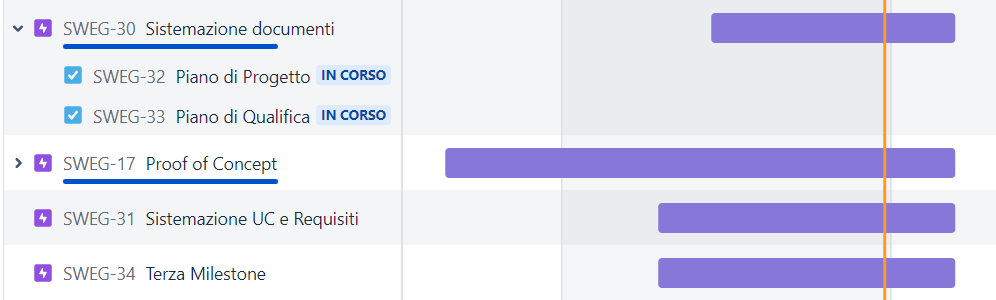 SWEG-30 Sistemazione documenti
SWEG-32 Piano di Progetto IN CORSO
SWEG-33 Piano di Qualifica IN CORSO
SWEG-17 Proof of Concept
SWEG-31 Sistemazione UC e Requisiti
SWEG-34 Terza Milestone